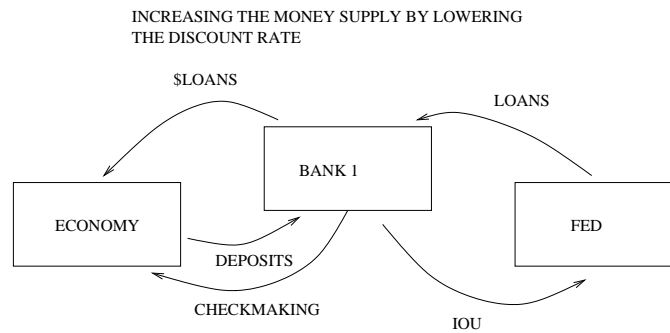 INCREASING THE MONEY SUPPLY BY LOWERING
THE DISCOUNT RATE
$LOANS
LOANS
BANK 1
ECONOMY
FED
DEPOSITS
CHECKMAKING
IOU